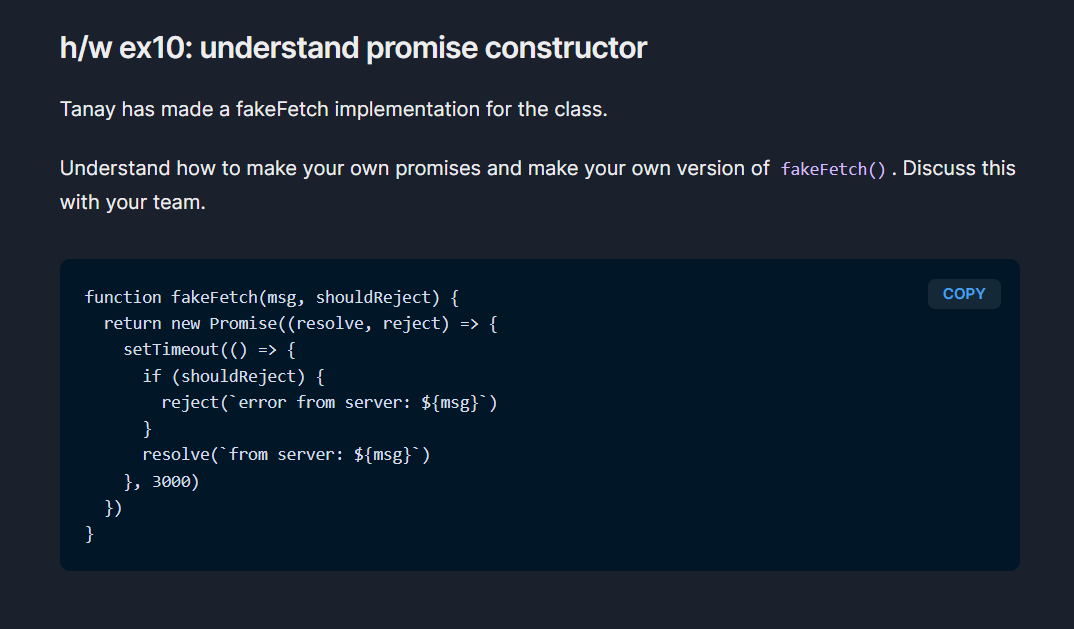 h/w ex10: understand promise constructor
Tanay has made a fakeFetch implementation for the class.
Understand how to make your own promises and make your own version of fakeFetch(). Discuss this
with your team.
COPY
function fakeFetch(msg, shouldReject) {
  return new Promise((resolve, reject) => {
    setTimeout(() => {
      if (shouldReject) {
        reject(`error from server: ${msg}`)
      }
      resolve(`from server: ${msg}`)
    }, 3000)
  })
}